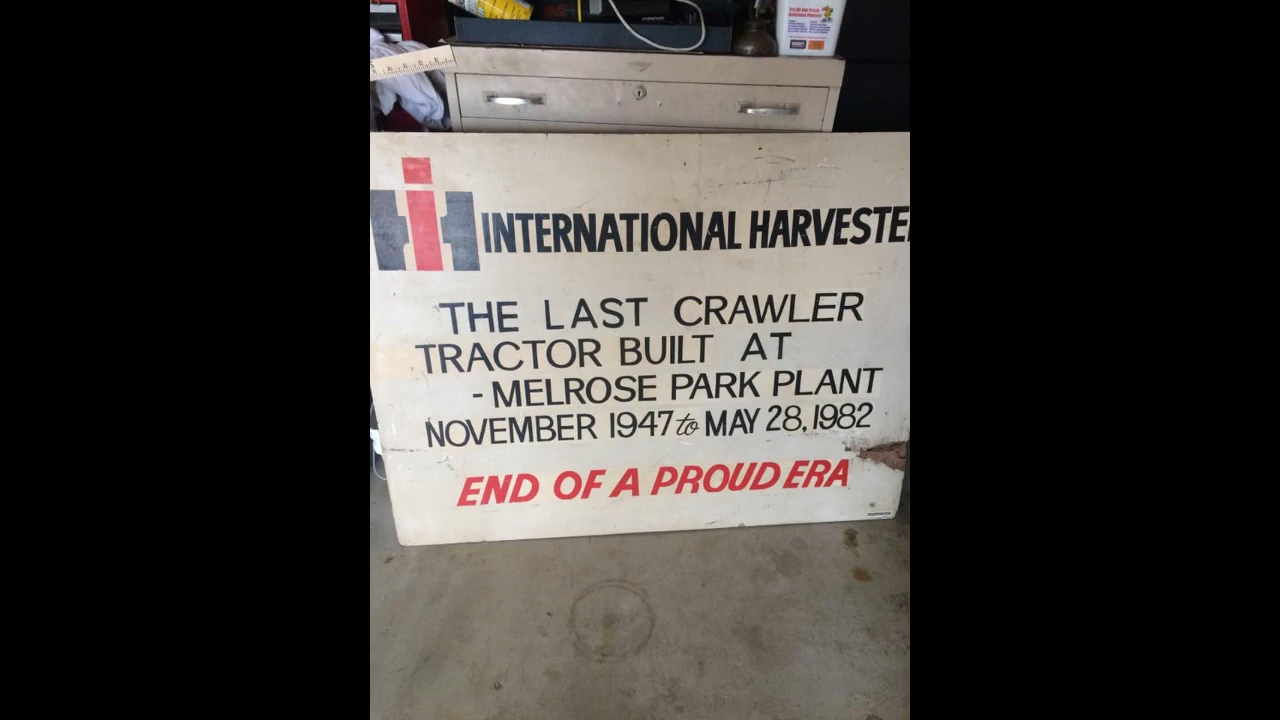 INTERNATIONAL HARVESTE
THE LAST CRAWLER
TRACTOR BUILT AT
- MELROSE PARK PLANT
NOVEMBER 1947 to MAY 28, 1982
END OF A PROUD ERA